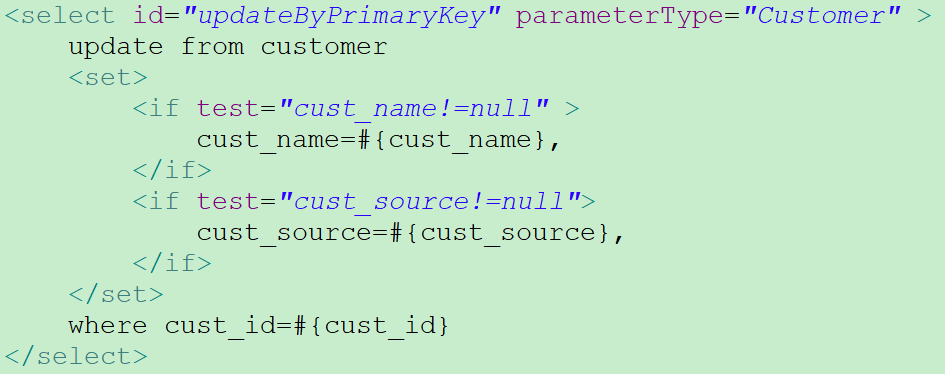 <select id="updateByPrimaryKey" parameterType="Customer" >
    update from customer
    <set>
        <if test="cust_name!=null" >
            cust_name=#{cust_name},
        </if>
        <if test="cust_source!=null">
            cust_source=#{cust_source},
        </if>
    </set>
    where cust_id=#{cust_id}
</select>